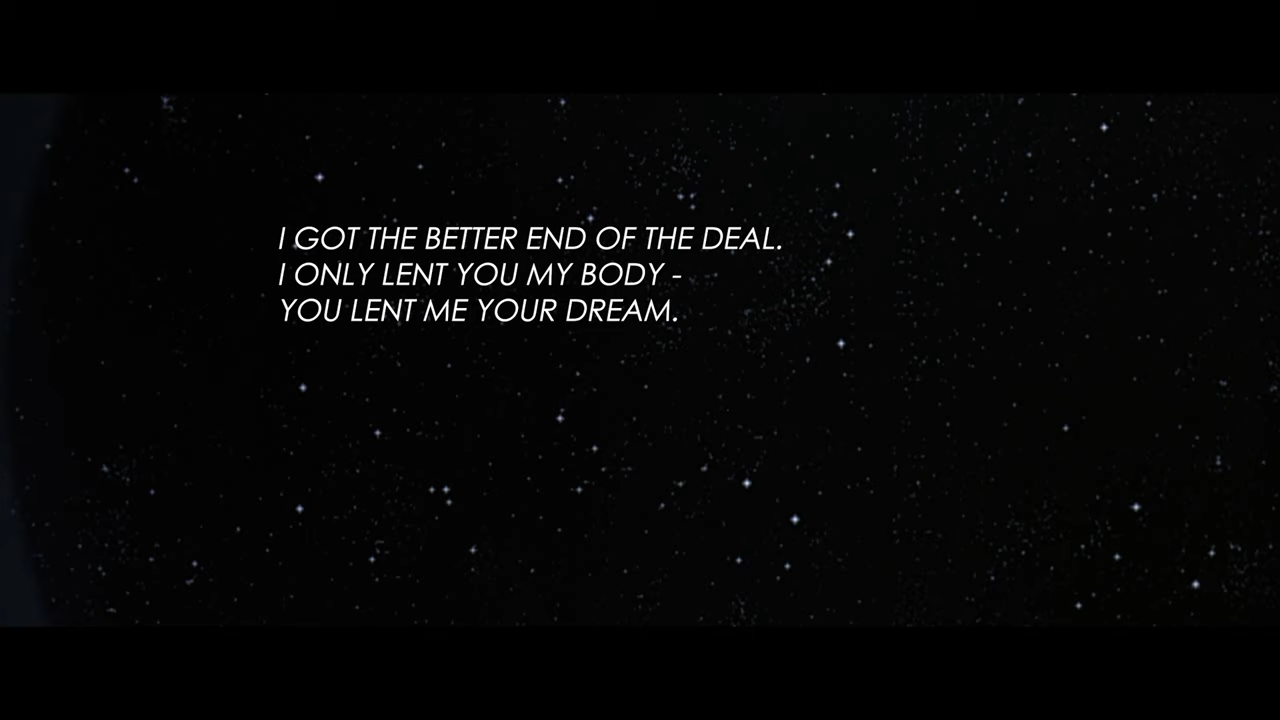 I GOT THE BETTER END OF THE DEAL.
I ONLY LENT YOU MY BODY -
YOU LENT ME YOUR DREAM.